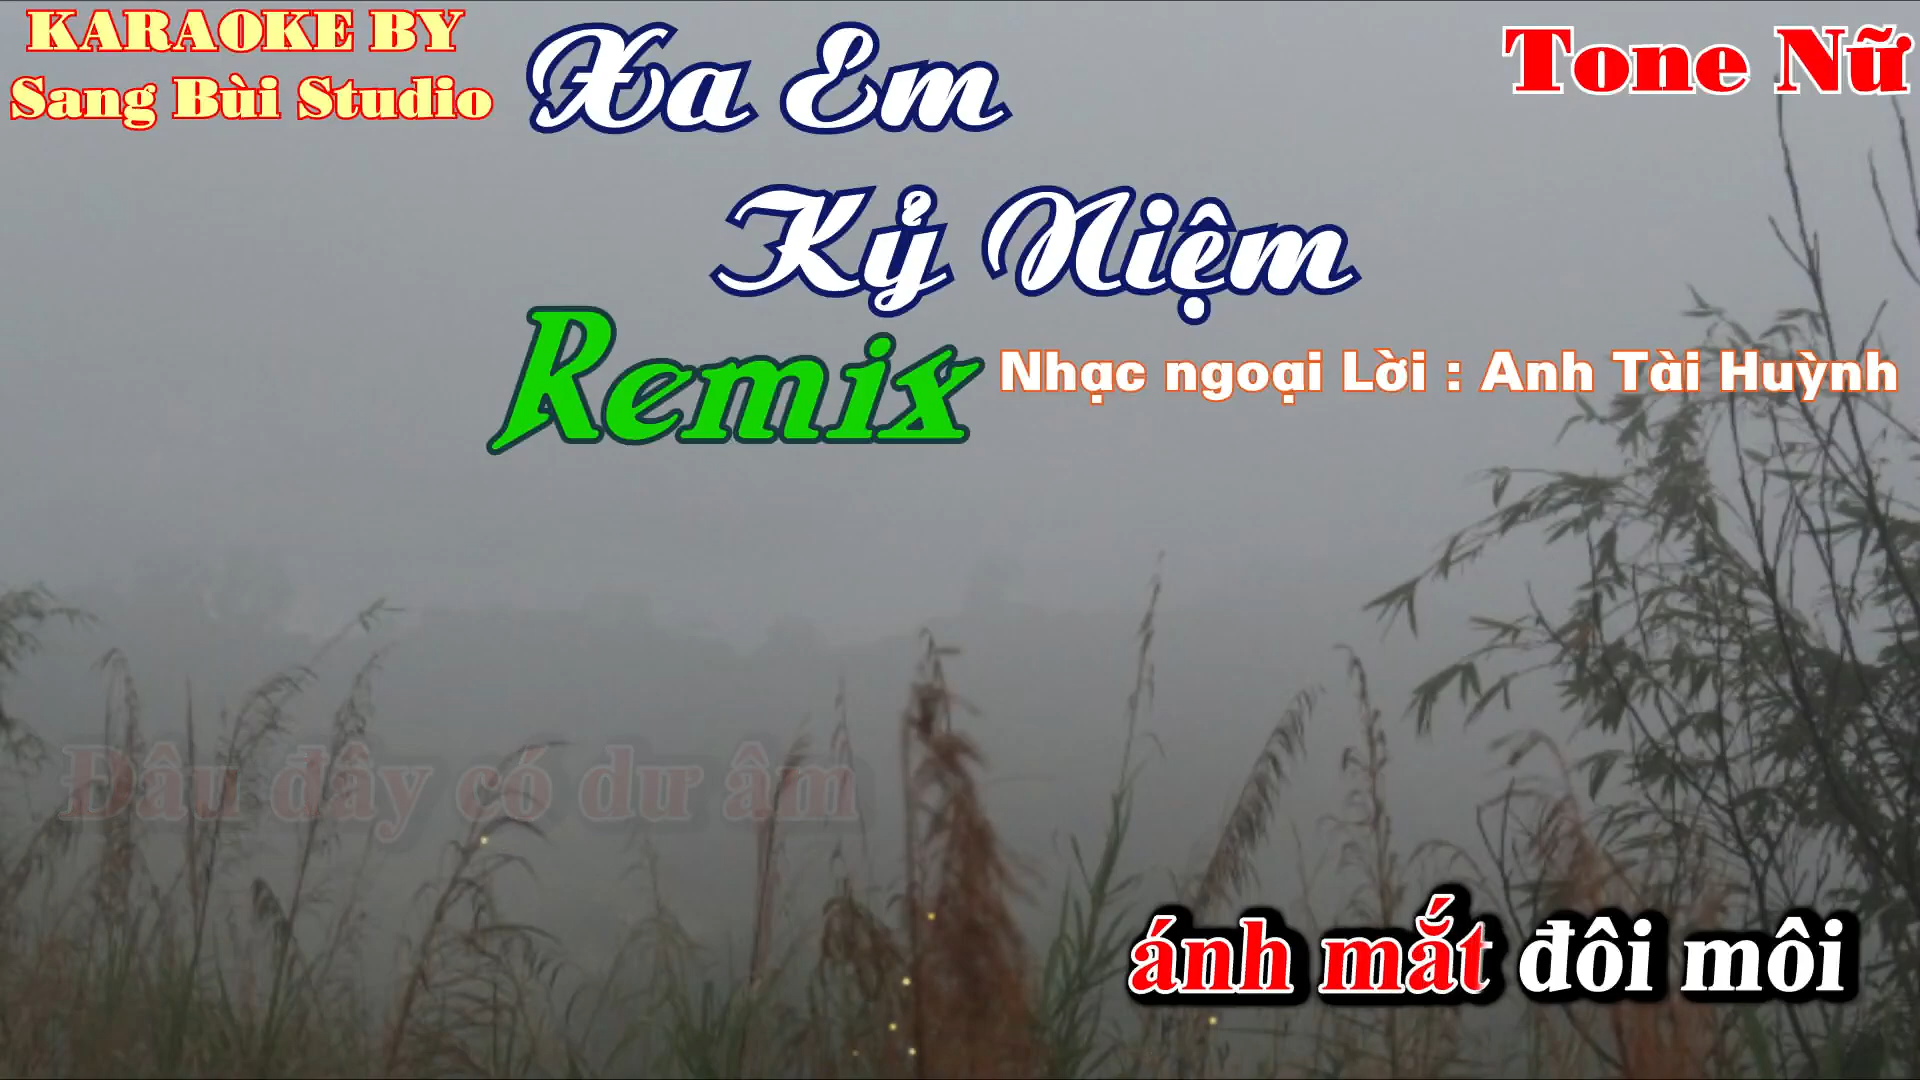 KARAOKE BY
Sang Bùi Studio
Xa Em
Kỷ Niệm
Remix
Tone Nữ
Nhạc ngoại Lời : Anh Tài Huỳnh
Đâu đây có dư âm
ánh mắt đôi môi